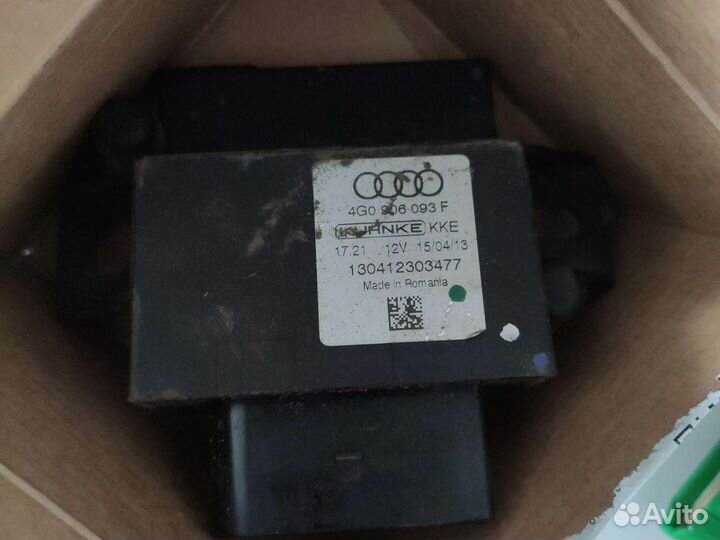 4G0 906 093 F
KUHNKE KKE
17.21 12V 15/04/13
130412303477
Made in Romania
Avito